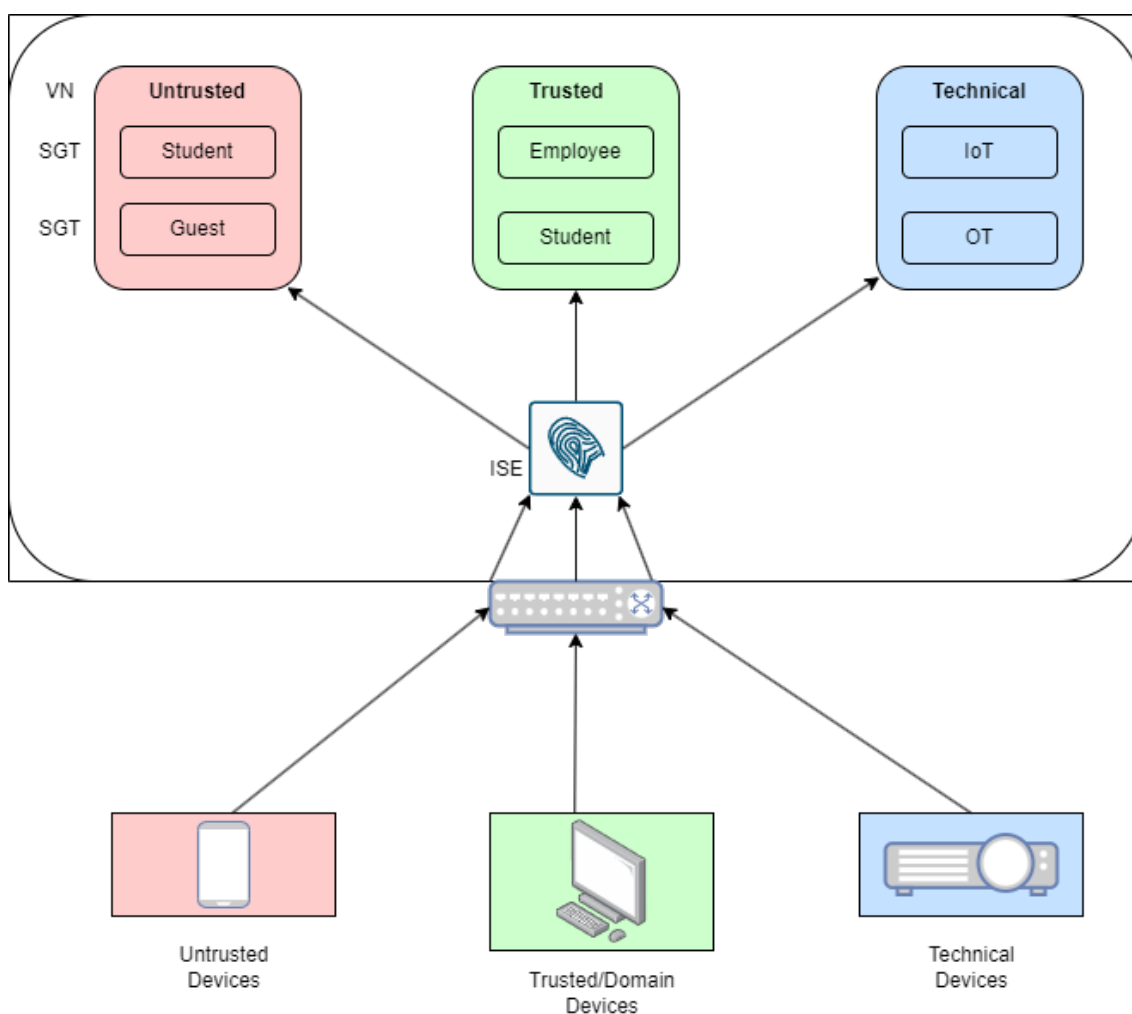 VN
Untrusted
Trusted
Technical
SGT
Student
Employee
IoT
SGT
Guest
Student
OT
ISE
Untrusted
Devices
Trusted/Domain
Devices
Technical
Devices